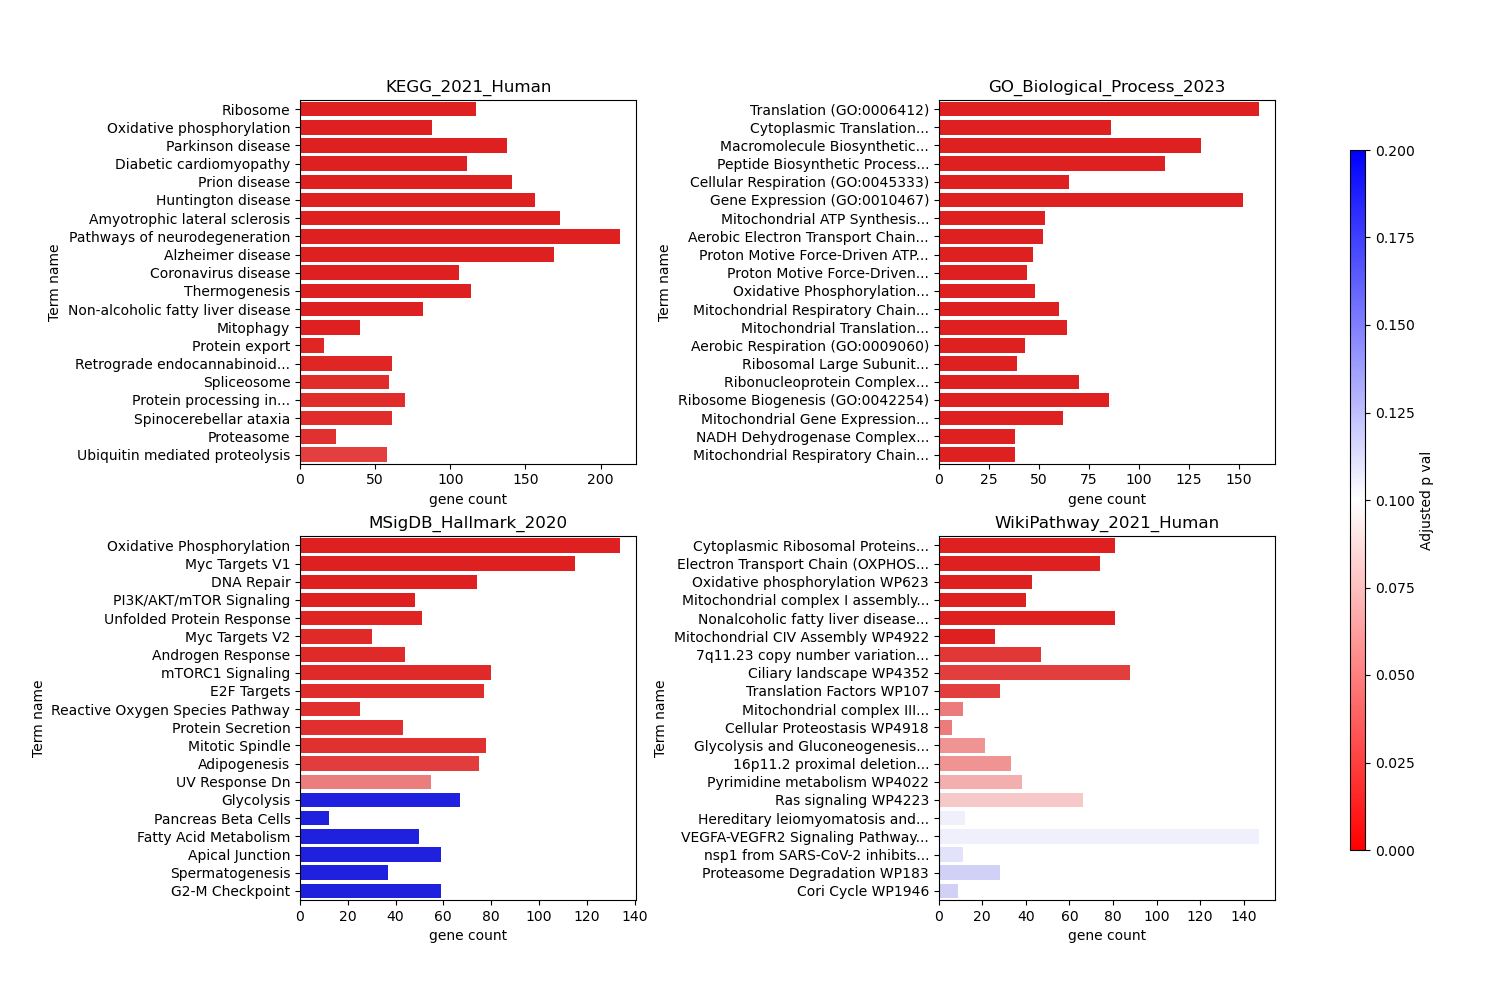 KEGG_2021_Human
Term name
Ribosome
Oxidative phosphorylation
Parkinson disease
Diabetic cardiomyopathy
Prion disease
Huntington disease
Amyotrophic lateral sclerosis
Pathways of neurodegeneration
Alzheimer disease
Coronavirus disease
Thermogenesis
Non-alcoholic fatty liver disease
Mitophagy
Protein export
Retrograde endocannabinoid...
Spliceosome
Protein processing in...
Spinocerebellar ataxia
Proteasome
Ubiquitin mediated proteolysis
0 50 100 150 200
gene count
GO_Biological_Process_2023
Term name
Translation (GO:0006412)
Cytoplasmic Translation...
Macromolecule Biosynthetic...
Peptide Biosynthetic Process...
Cellular Respiration (GO:0045333)
Gene Expression (GO:0010467)
Mitochondrial ATP Synthesis...
Aerobic Electron Transport Chain...
Proton Motive Force-Driven ATP...
Proton Motive Force-Driven...
Oxidative Phosphorylation...
Mitochondrial Respiratory Chain...
Mitochondrial Translation...
Aerobic Respiration (GO:0009060)
Ribosomal Large Subunit...
Ribonucleoprotein Complex...
Ribosome Biogenesis (GO:0042254)
Mitochondrial Gene Expression...
NADH Dehydrogenase Complex...
Mitochondrial Respiratory Chain...
0 25 50 75 100 125 150
gene count
MSigDB_Hallmark_2020
Term name
Oxidative Phosphorylation
Myc Targets V1
DNA Repair
PI3K/AKT/mTOR Signaling
Unfolded Protein Response
Myc Targets V2
Androgen Response
mTORC1 Signaling
E2F Targets
Reactive Oxygen Species Pathway
Protein Secretion
Mitotic Spindle
Adipogenesis
UV Response Dn
Glycolysis
Pancreas Beta Cells
Fatty Acid Metabolism
Apical Junction
Spermatogenesis
G2-M Checkpoint
0 20 40 60 80 100 120 140
gene count
WikiPathway_2021_Human
Term name
Cytoplasmic Ribosomal Proteins...
Electron Transport Chain (OXPHOS...
Oxidative phosphorylation WP623
Mitochondrial complex I assembly...
Nonalcoholic fatty liver disease...
Mitochondrial CIV Assembly WP4922
7q11.23 copy number variation...
Ciliary landscape WP4352
Translation Factors WP107
Mitochondrial complex III...
Cellular Proteostasis WP4918
Glycolysis and Gluconeogenesis...
16p11.2 proximal deletion...
Pyrimidine metabolism WP4022
Ras signaling WP4223
Hereditary leiomyomatosis and...
VEGFA-VEGFR2 Signaling Pathway...
nsp1 from SARS-CoV-2 inhibits...
Proteasome Degradation WP183
Cori Cycle WP1946
0 20 40 60 80 100 120 140
gene count
0.200
0.175
0.150
0.125
0.100
0.075
0.050
0.025
0.000
Adjusted p val